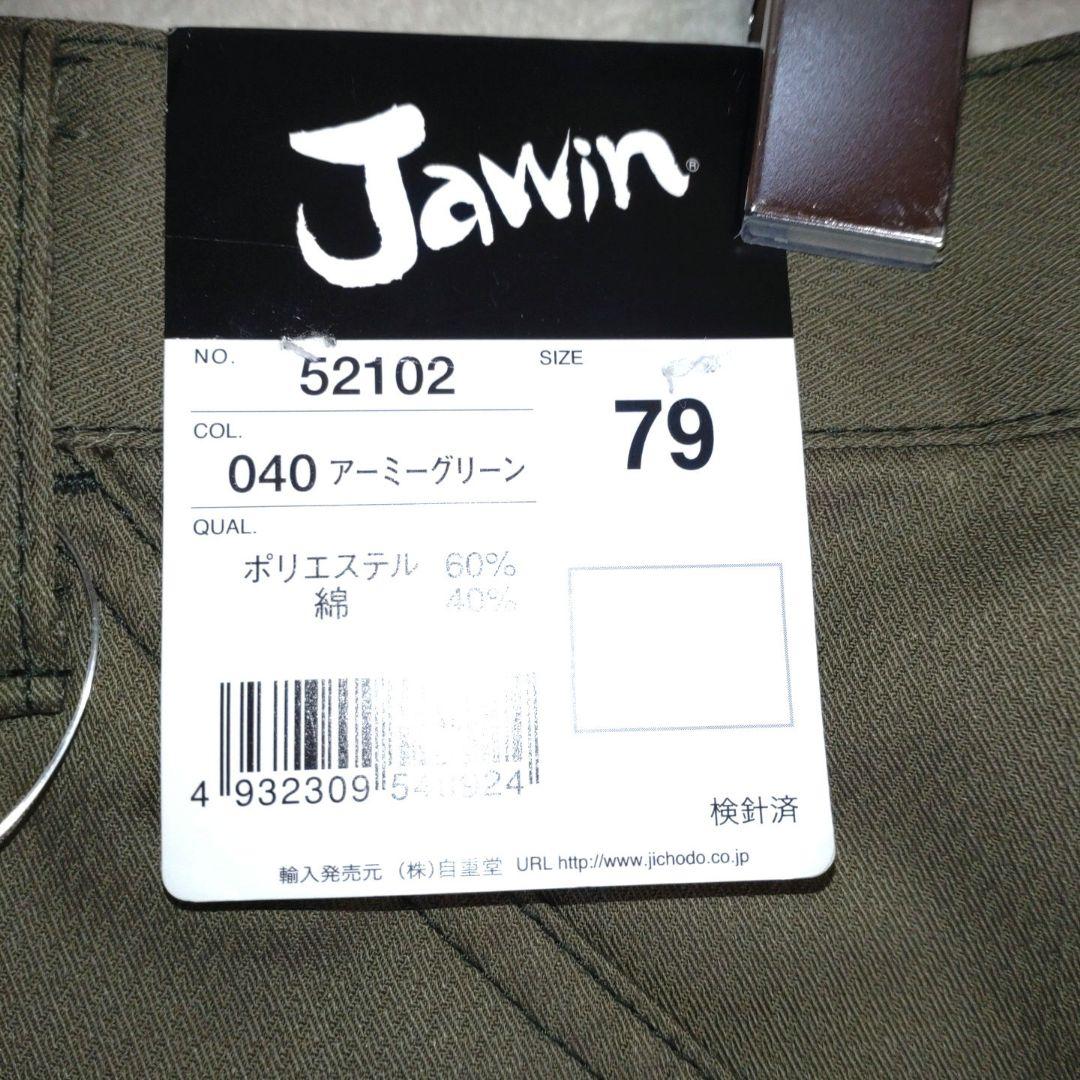 Jawin®
NO. 52102
SIZE 79
COL. 040 アーミーグリーン
QUAL.
ポリエステル 60%
綿 40%
4 932309
検針済
輸入発売元 (株)自重堂 URL http://www.jichodo.co.jp